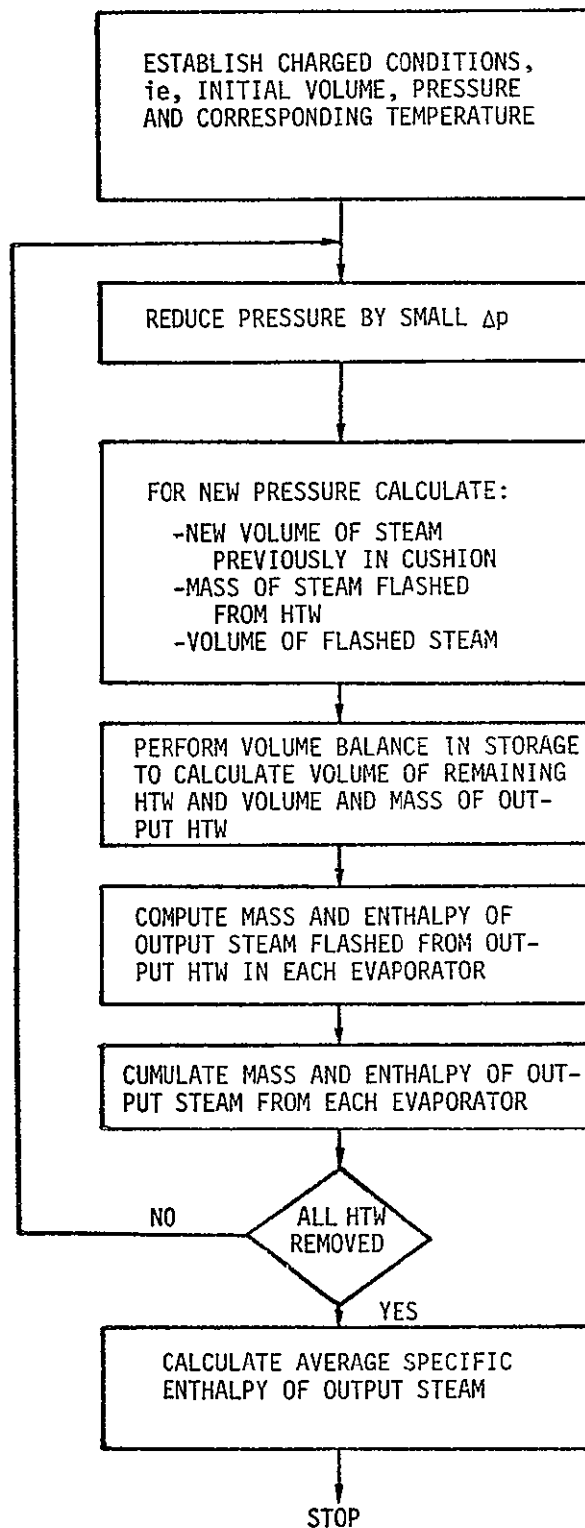 ESTABLISH CHARGED CONDITIONS,
ie, INITIAL VOLUME, PRESSURE
AND CORRESPONDING TEMPERATURE
REDUCE PRESSURE BY SMALL Δp
FOR NEW PRESSURE CALCULATE:
-NEW VOLUME OF STEAM
PREVIOUSLY IN CUSHION
-MASS OF STEAM FLASHED
FROM HTW
-VOLUME OF FLASHED STEAM
PERFORM VOLUME BALANCE IN STORAGE
TO CALCULATE VOLUME OF REMAINING
HTW AND VOLUME AND MASS OF OUT-
PUT HTW
COMPUTE MASS AND ENTHALPY OF
OUTPUT STEAM FLASHED FROM OUT-
PUT HTW IN EACH EVAPORATOR
CUMULATE MASS AND ENTHALPY OF OUT-
PUT STEAM FROM EACH EVAPORATOR
NO
ALL HTW
REMOVED
YES
CALCULATE AVERAGE SPECIFIC
ENTHALPY OF OUTPUT STEAM
STOP